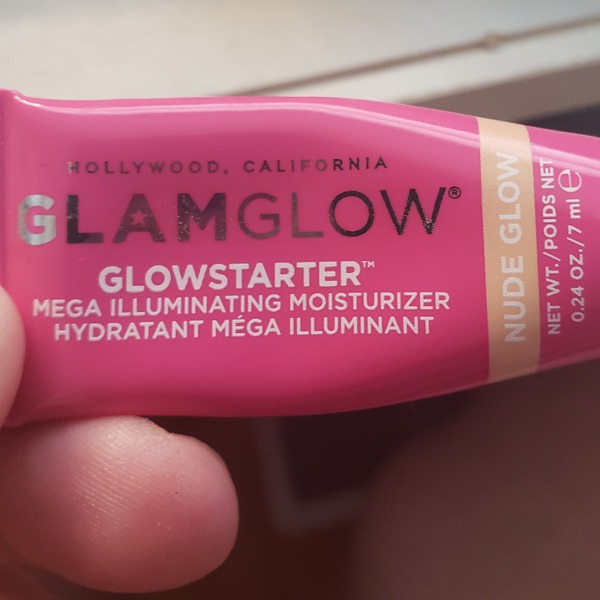 HOLLYWOOD, CALIFORNIA
GLAMGLOW®
GLOWSTARTER™
MEGA ILLUMINATING MOISTURIZER
HYDRATANT MÉGA ILLUMINANT
NUDE GLOW
NET WT./POIDS NET
0.24 OZ./7 ml ℮